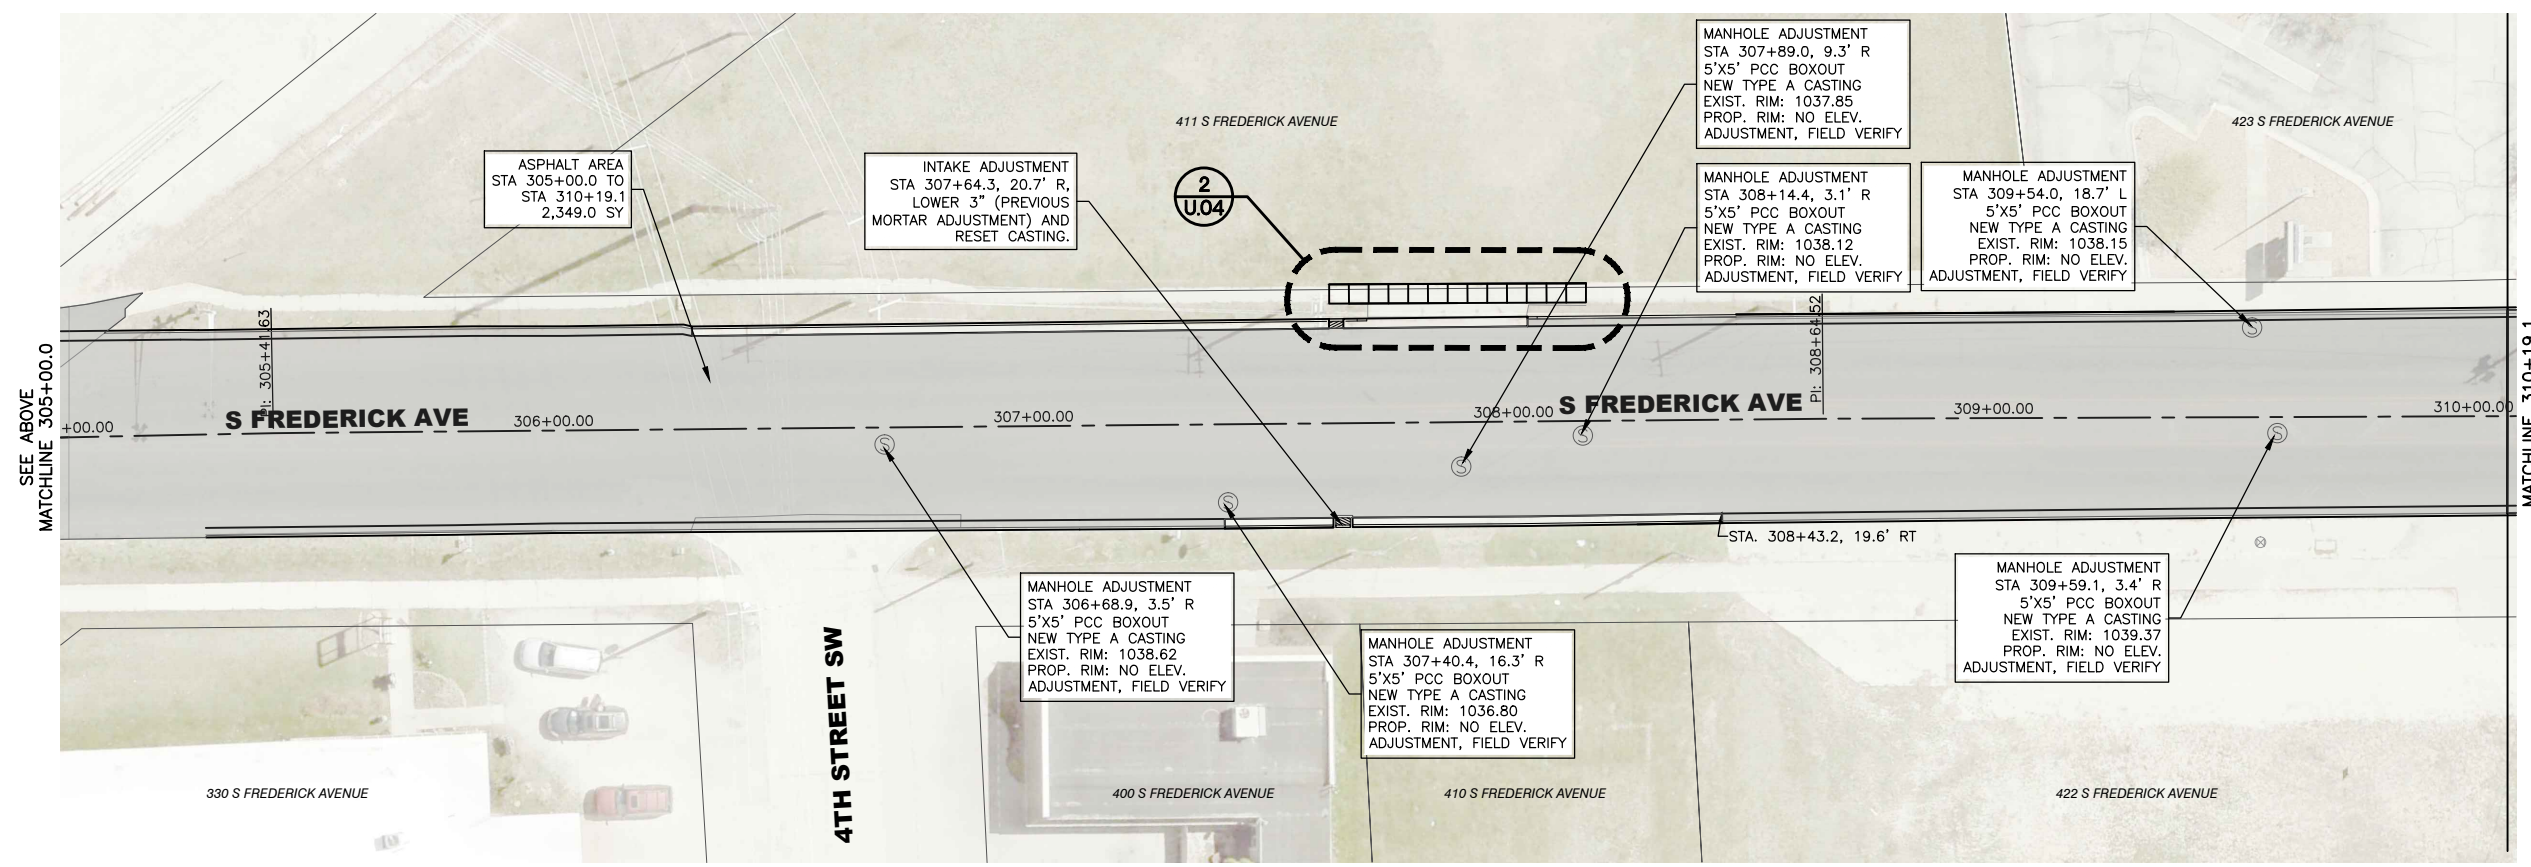 MANHOLE ADJUSTMENT
STA 307+89.0, 9.3' R
5'X5' PCC BOXOUT
NEW TYPE A CASTING
EXIST. RIM: 1037.85
PROP. RIM: NO ELEV.
ADJUSTMENT, FIELD VERIFY
411 S FREDERICK AVENUE
423 S FREDERICK AVENUE
ASPHALT AREA
STA 305+00.0 TO
STA 310+19.1
2,349.0 SY
INTAKE ADJUSTMENT
STA 307+64.3, 20.7' R,
LOWER 3" (PREVIOUS
MORTAR ADJUSTMENT) AND
RESET CASTING.
2
U.04
MANHOLE ADJUSTMENT
STA 308+14.4, 3.1' R
5'X5' PCC BOXOUT
NEW TYPE A CASTING
EXIST. RIM: 1038.12
PROP. RIM: NO ELEV.
ADJUSTMENT, FIELD VERIFY
MANHOLE ADJUSTMENT
STA 309+54.0, 18.7' L
5'X5' PCC BOXOUT
NEW TYPE A CASTING
EXIST. RIM: 1038.15
PROP. RIM: NO ELEV.
ADJUSTMENT, FIELD VERIFY
SEE ABOVE
MATCHLINE 305+00.0
PI: 305+41.63
PI: 308+64.52
MATCHLINE 310+19.1
S
+00.00
S FREDERICK AVE
306+00.00
307+00.00
308+00.00
S FREDERICK AVE
309+00.00
310+00.00
S
S
S
S
S
STA. 308+43.2, 19.6' RT
MANHOLE ADJUSTMENT
STA 306+68.9, 3.5' R
5'X5' PCC BOXOUT
NEW TYPE A CASTING
EXIST. RIM: 1038.62
PROP. RIM: NO ELEV.
ADJUSTMENT, FIELD VERIFY
MANHOLE ADJUSTMENT
STA 307+40.4, 16.3' R
5'X5' PCC BOXOUT
NEW TYPE A CASTING
EXIST. RIM: 1036.80
PROP. RIM: NO ELEV.
ADJUSTMENT, FIELD VERIFY
MANHOLE ADJUSTMENT
STA 309+59.1, 3.4' R
5'X5' PCC BOXOUT
NEW TYPE A CASTING
EXIST. RIM: 1039.37
PROP. RIM: NO ELEV.
ADJUSTMENT, FIELD VERIFY
4TH STREET SW
330 S FREDERICK AVENUE
400 S FREDERICK AVENUE
410 S FREDERICK AVENUE
422 S FREDERICK AVENUE